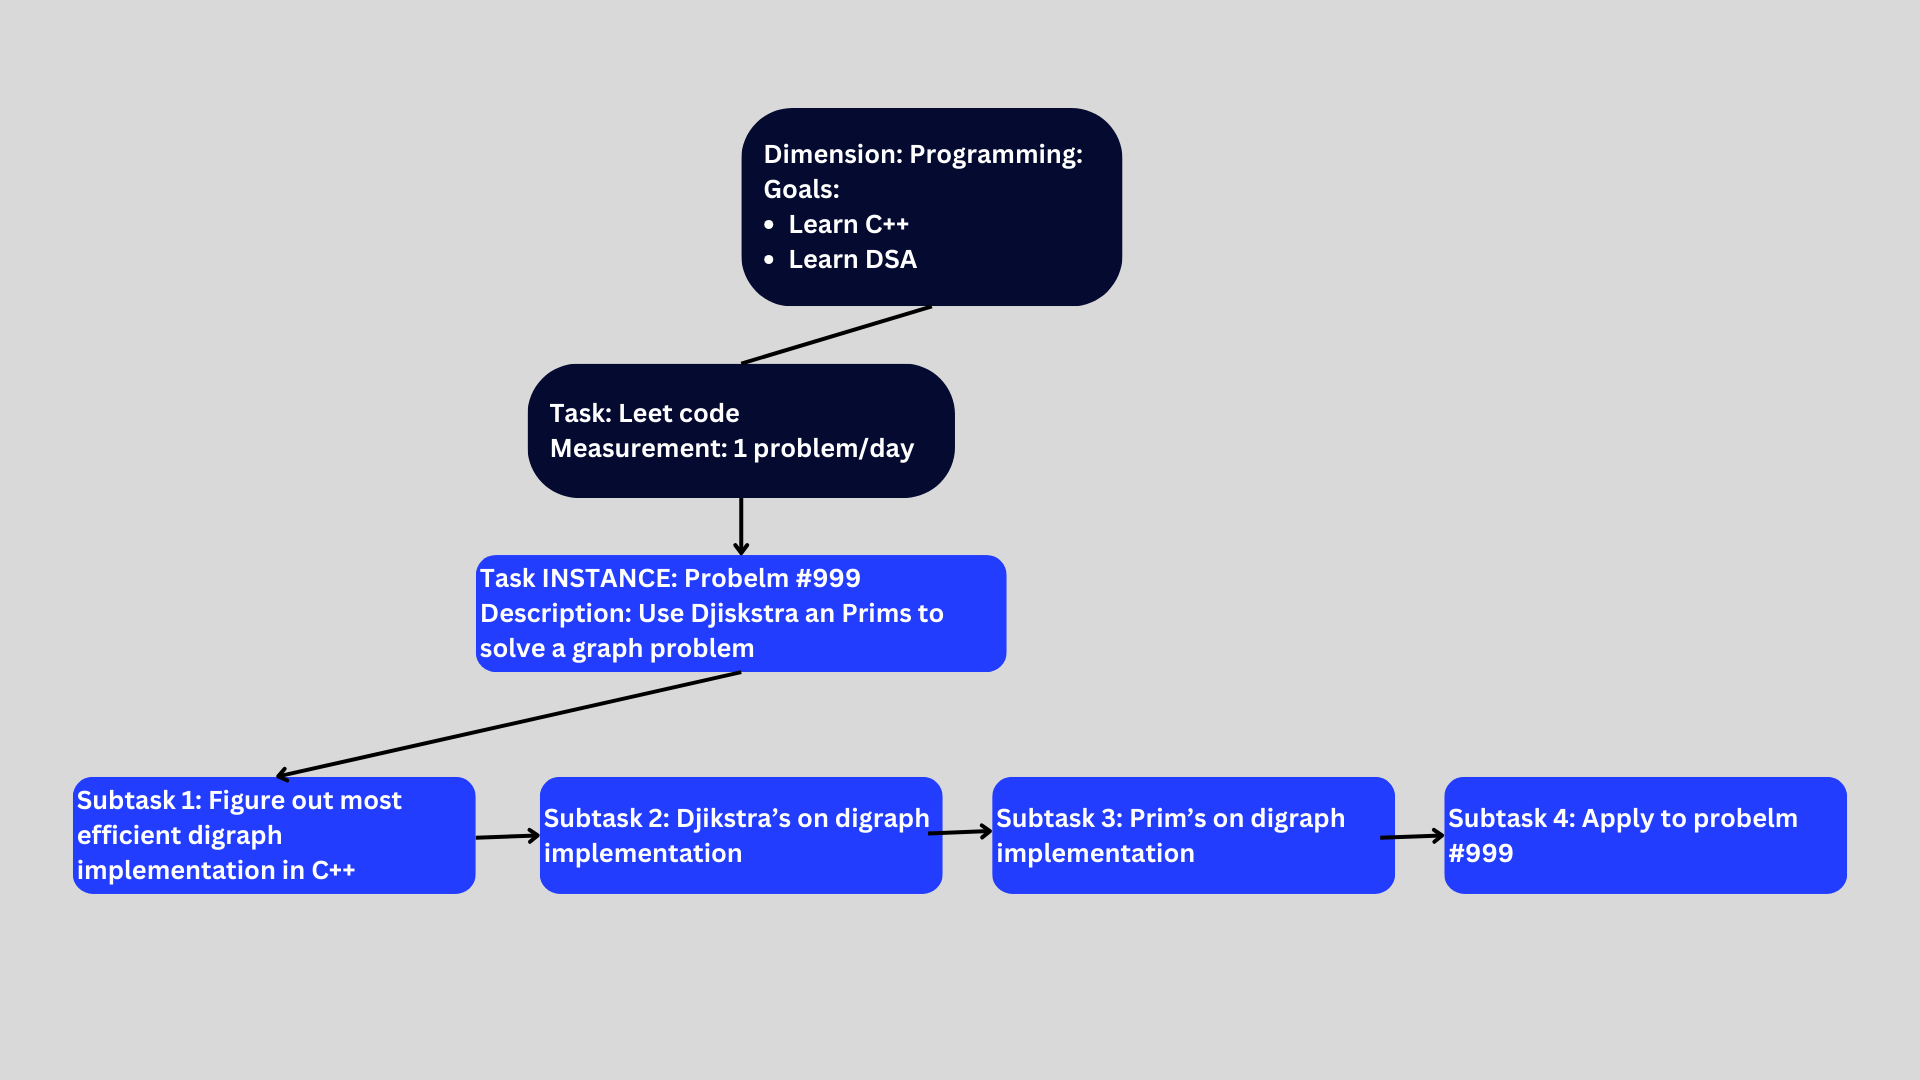 Dimension: Programming:
Goals:
• Learn C++
• Learn DSA
Task: Leet code
Measurement: 1 problem/day
Task INSTANCE: Probelm #999
Description: Use Djiskstra an Prims to
solve a graph problem
Subtask 1: Figure out most
efficient digraph
implementation in C++
Subtask 2: Djikstra’s on digraph
implementation
Subtask 3: Prim’s on digraph
implementation
Subtask 4: Apply to probelm
#999